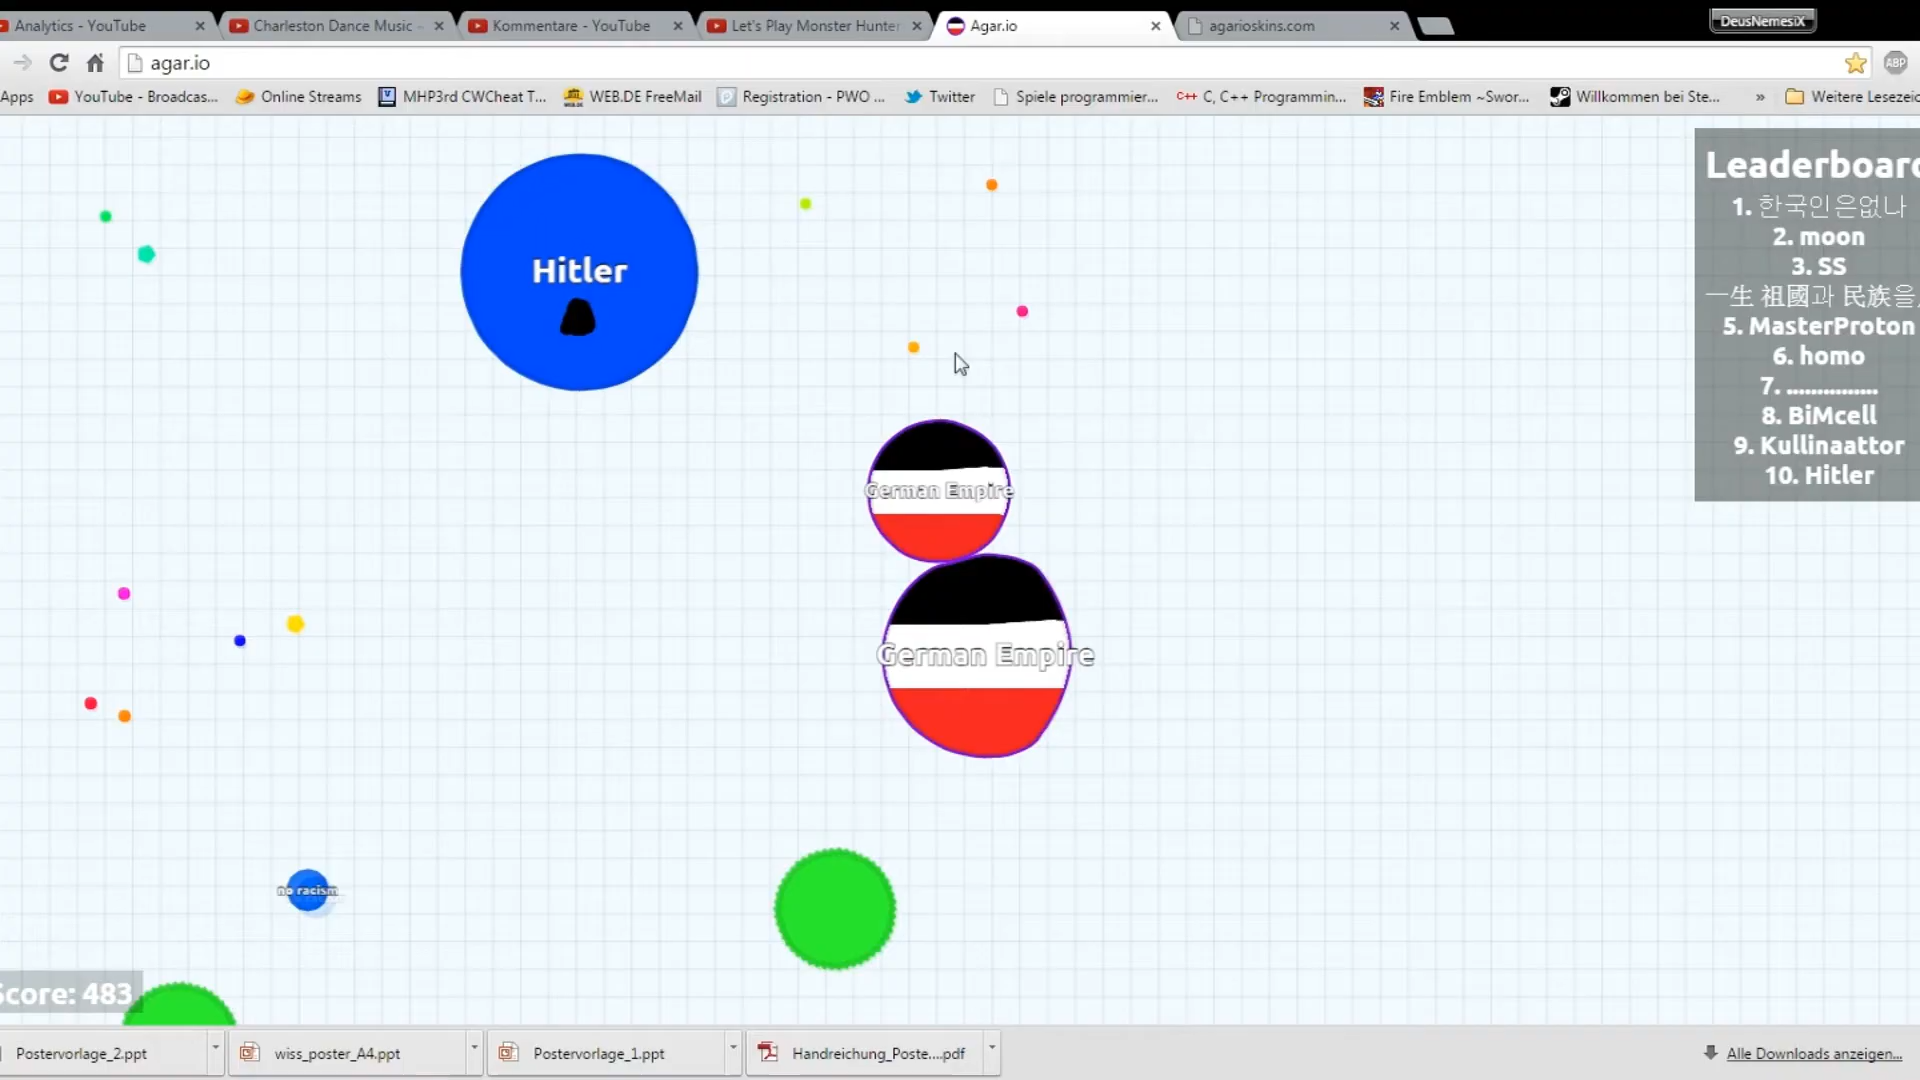 Analytics - YouTube
Charleston Dance Music -
Kommentare - YouTube
Let's Play Monster Hunter
Agar.io
agarioskins.com
DeusNemesiX
agar.io
ABP
Apps
YouTube - Broadcas...
Online Streams
MHP3rd CWCheat T...
WEB.DE FreeMail
Registration - PWO ...
Twitter
Spiele programmier...
C++ C, C++ Programmin...
Fire Emblem ~Swor...
Willkommen bei Ste...
»
Weitere Lesezeic
Leaderboard
1. 한국인은없나
2. moon
3. SS
一生 祖國과 民族을
5. MasterProton
6. homo
7. ...............
8. BiMcell
9. Kullinaattor
10. Hitler
Hitler
German Empire
German Empire
no racism
Score: 483
Postervorlage_2.ppt
wiss_poster_A4.ppt
Postervorlage_1.ppt
Handreichung_Poste....pdf
Alle Downloads anzeigen...